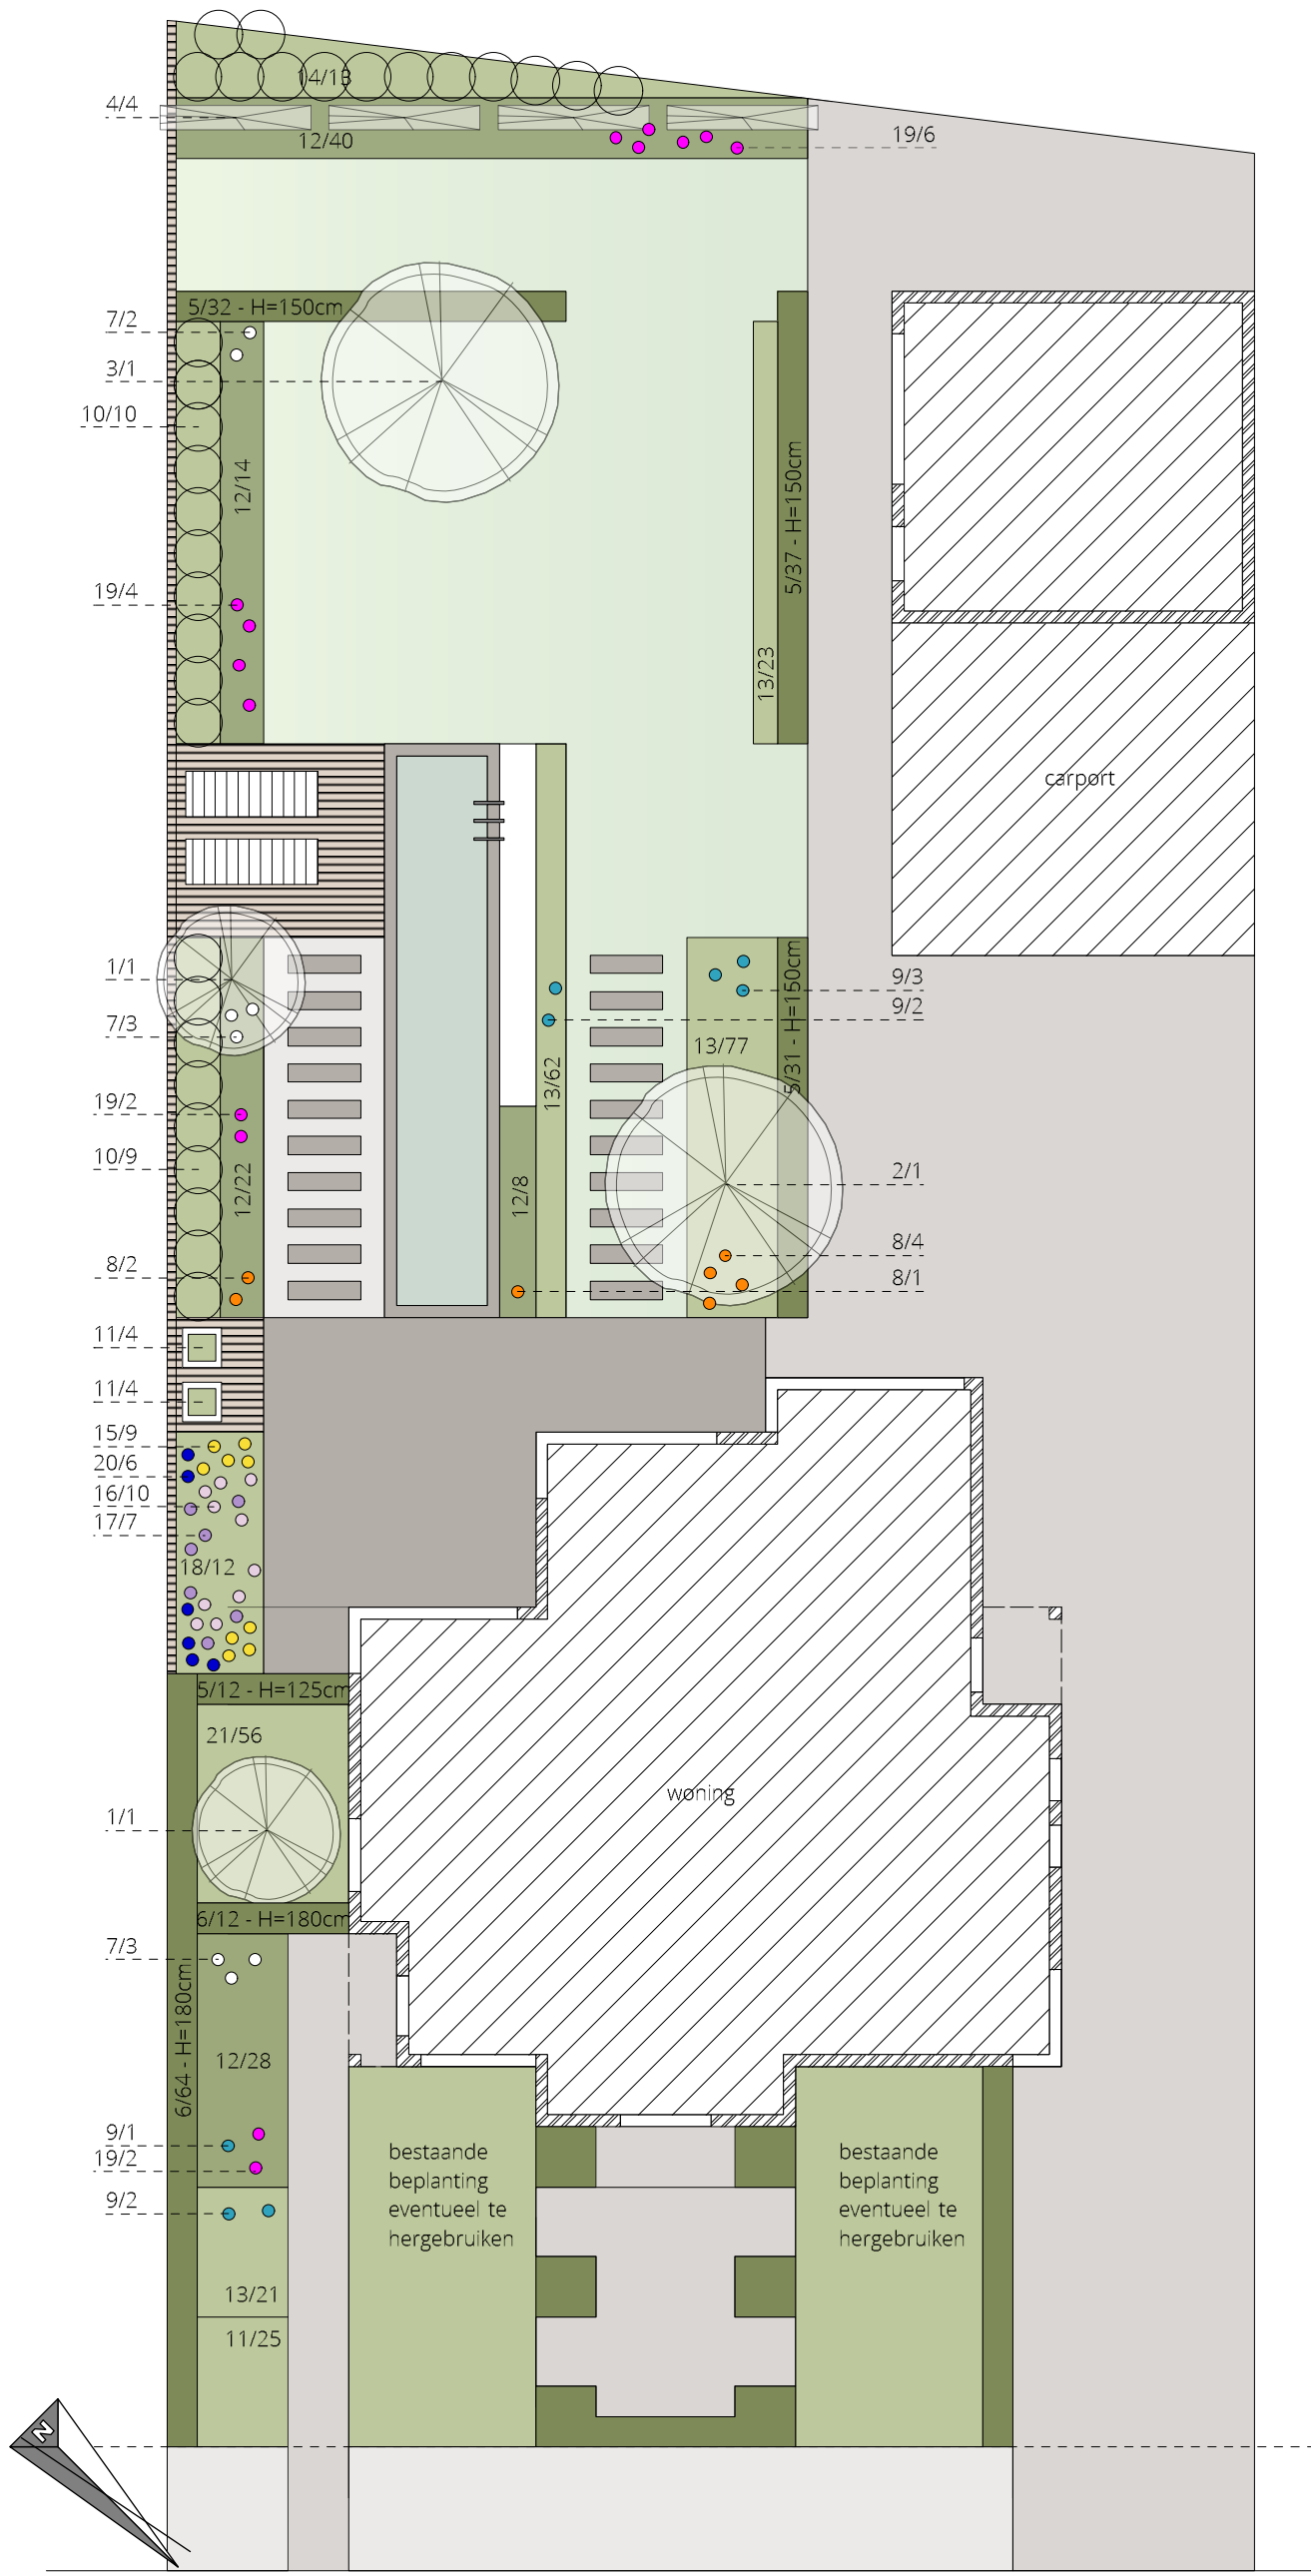 14/13
4/4
12/40
19/6
5/32 - H=150cm
7/2
3/1
10/10
12/14
5/37 - H=150cm
19/4
13/23
carport
1/1
9/3
9/2
5/31 - H=150cm
7/3
13/77
13/62
19/2
10/9
12/22
12/8
2/1
8/4
8/2
8/1
11/4
11/4
15/9
20/6
16/10
17/7
18/12
5/12 - H=125cm
21/56
woning
1/1
6/12 - H=180cm
7/3
6/64 - H=180cm
12/28
9/1
19/2
9/2
bestaande
beplanting
eventueel te
hergebruiken
bestaande
beplanting
eventueel te
hergebruiken
13/21
11/25
N